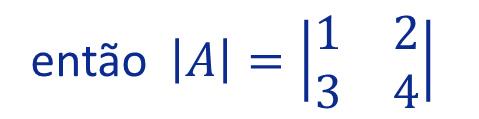 então |A| = |1 2|
|3 4|